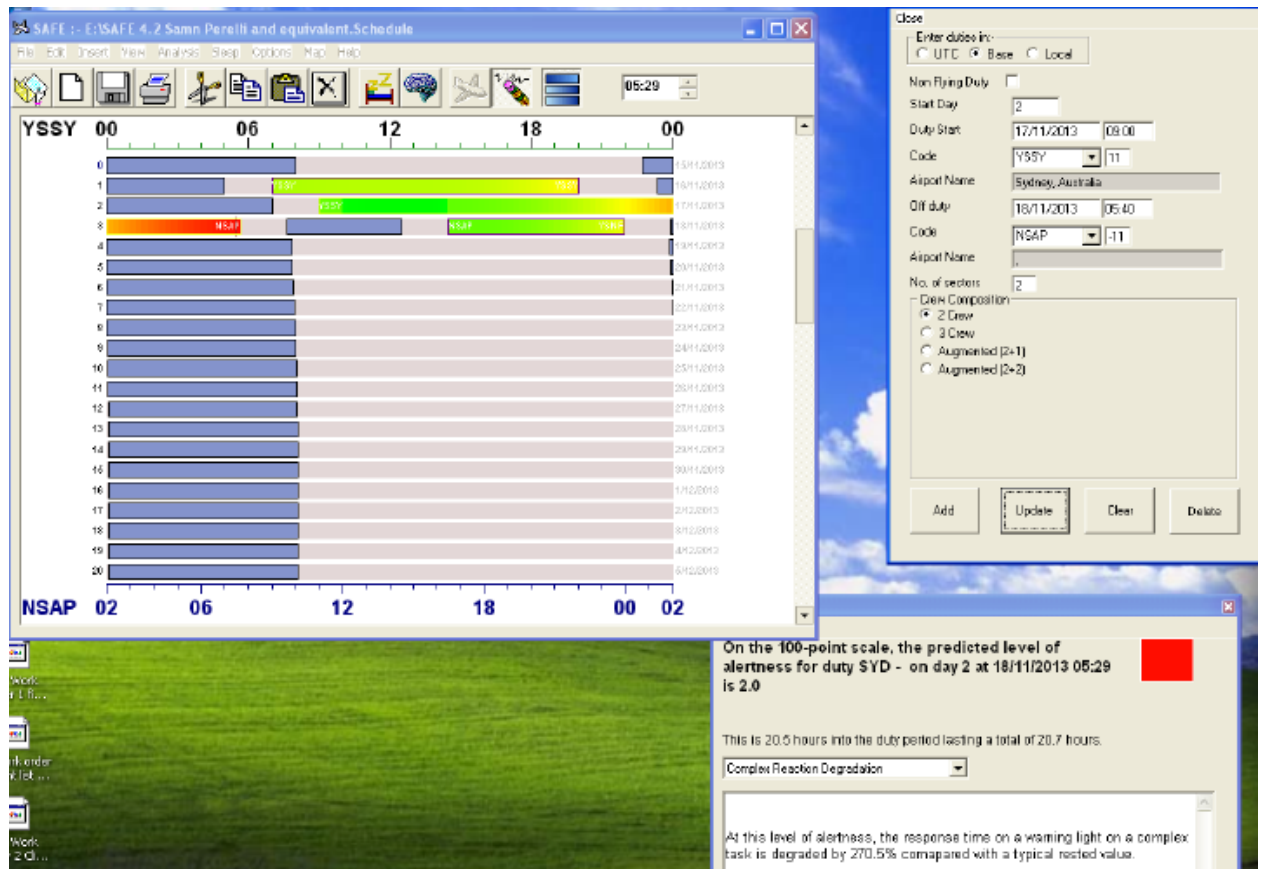 SAFE :- E:\SAFE 4.2 Samn Perelli and equivalent.Schedule
File Edit Insert View Analysis Sleep Options Map Help
05:29
YSSY 00 06 12 18 00
0 15/11/2013
1 YSSY YSSY 16/11/2013
2 YSSY 17/11/2013
3 NSAP NSAP 18/11/2013
4 19/11/2013
5 20/11/2013
6 21/11/2013
7 22/11/2013
8 23/11/2013
9 24/11/2013
10 25/11/2013
11 26/11/2013
12 27/11/2013
13 28/11/2013
14 29/11/2013
15 30/11/2013
16 1/12/2013
17 2/12/2013
18 3/12/2013
19 4/12/2013
20 5/12/2013
NSAP 02 06 12 18 00 02
Close
Enter duties in:-
UTC Base Local
Non Flying Duty
Start Day 2
Duty Start 17/11/2013 09:00
Code YSSY 11
Airport Name Sydney, Australia
Off duty 18/11/2013 05:40
Code NSAP -11
Airport Name ,
No. of sectors 2
Crew Composition
2 Crew
3 Crew
Augmented (2+1)
Augmented (2+2)
Add Update Clear Delete
On the 100-point scale, the predicted level of
alertness for duty SYD - on day 2 at 18/11/2013 05:29
is 2.0
This is 20.5 hours into the duty period lasting a total of 20.7 hours.
Complex Reaction Degradation
At this level of alertness, the response time on a warning light on a complex
task is degraded by 270.5% comapared with a typical rested value.
Work
order
list ...
Work